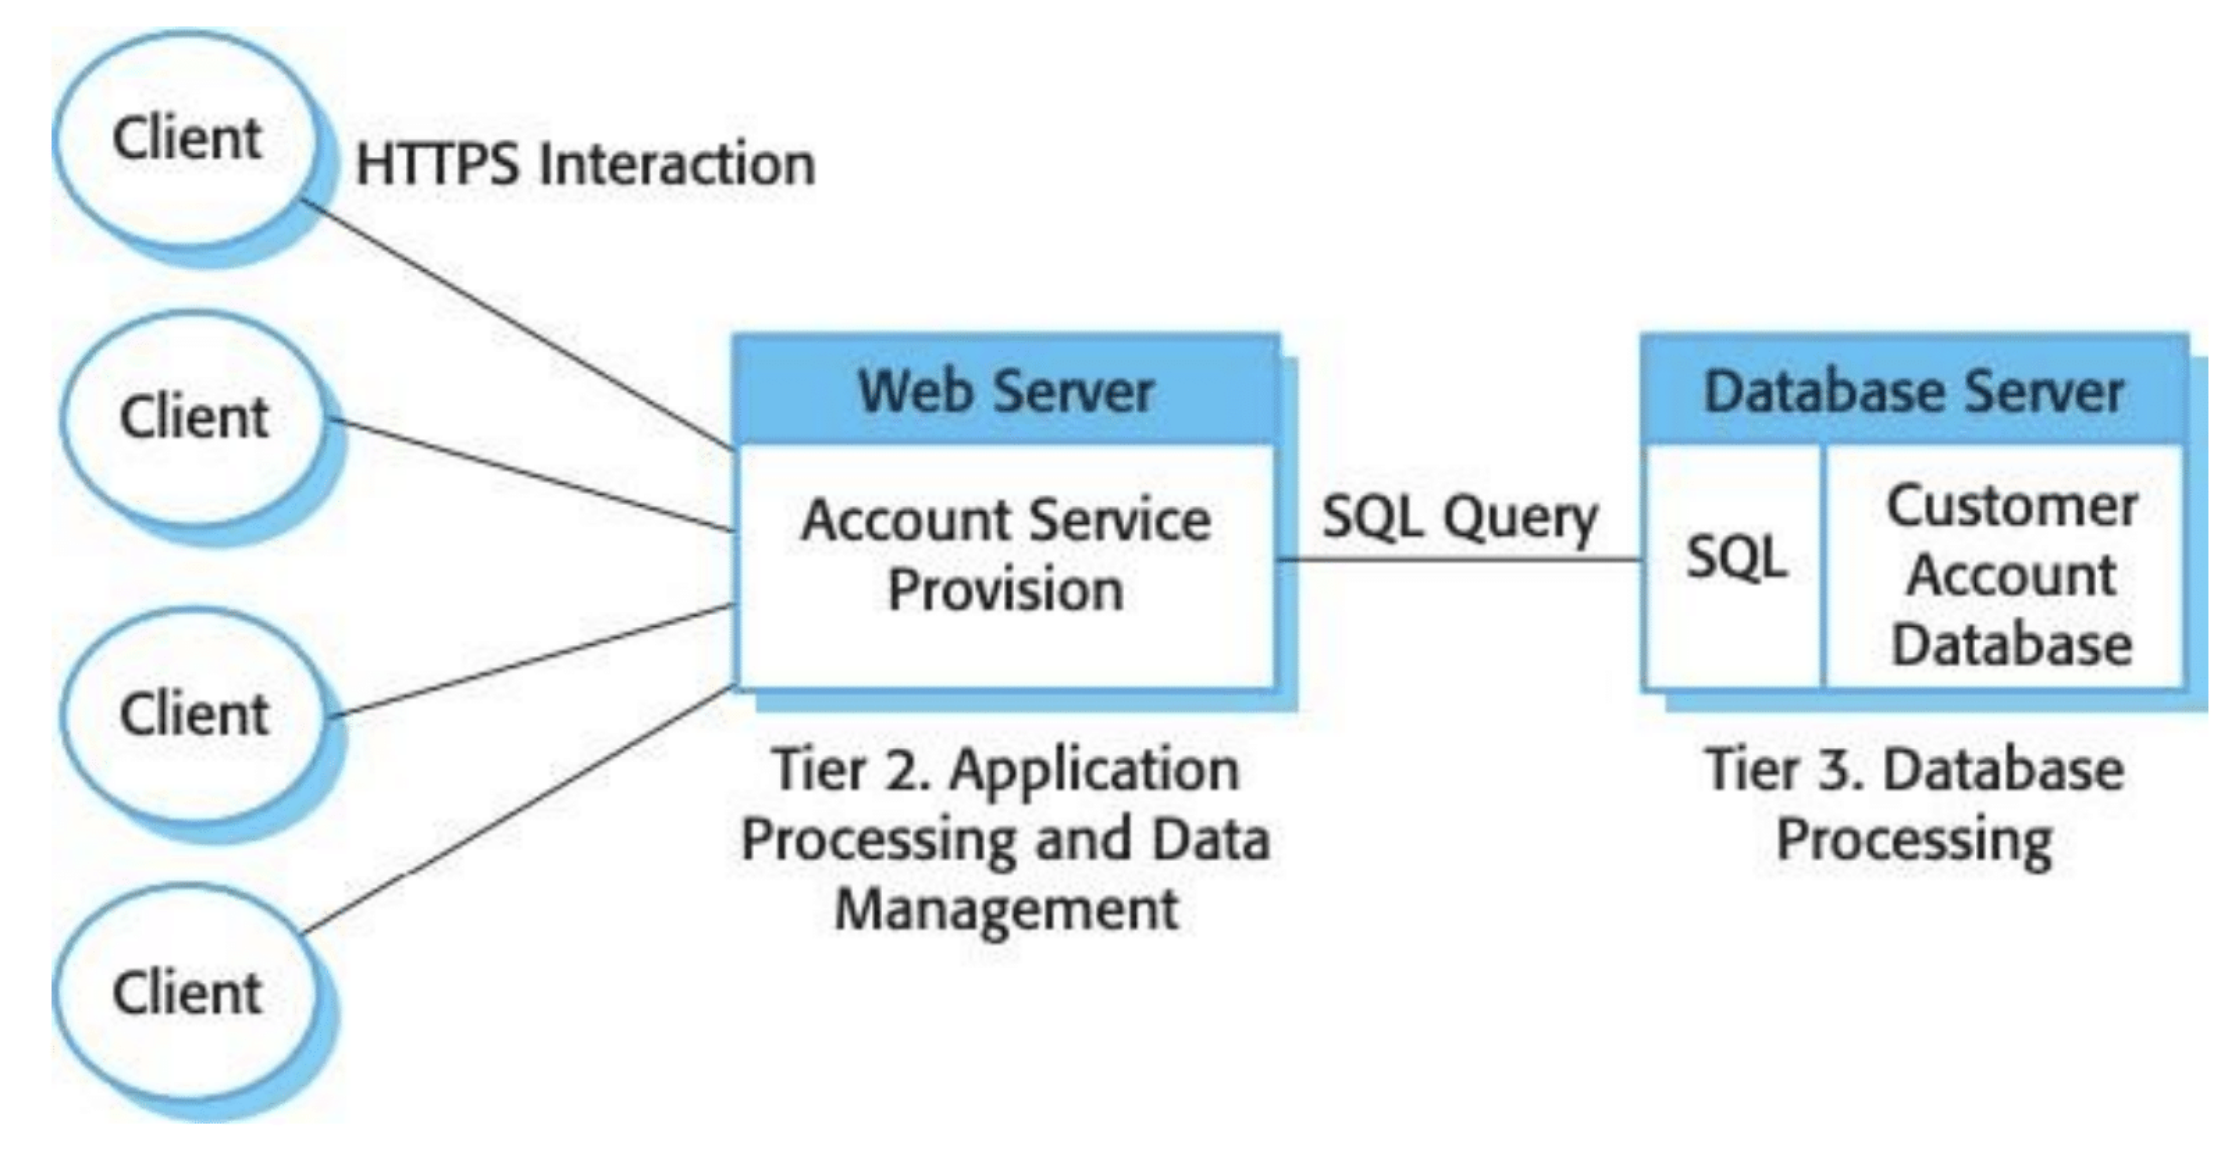 Client
HTTPS Interaction
Client
Client
Client
Web Server
Account Service
Provision
Tier 2. Application
Processing and Data
Management
SQL Query
Database Server
SQL
Customer
Account
Database
Tier 3. Database
Processing